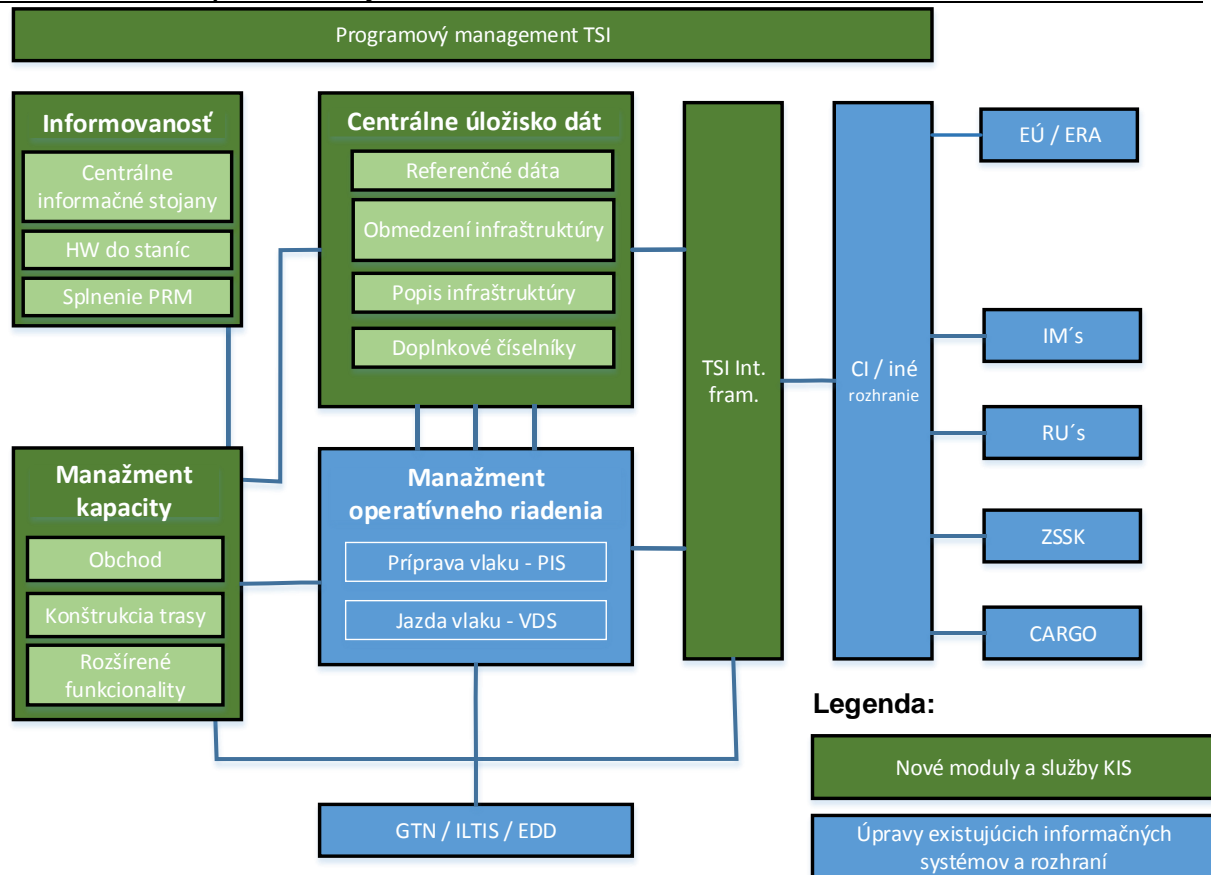 Programový management TSI
Informovanosť
Centrálne
informačné stojany
HW do staníc
Splnenie PRM
Centrálne úložisko dát
Referenčné dáta
Obmedzení infraštruktúry
Popis infraštruktúry
Doplnkové číselníky
Manažment
kapacity
Obchod
Konštrukcia trasy
Rozšírené
funkcionality
Manažment
operatívneho riadenia
Príprava vlaku - PIS
Jazda vlaku - VDS
TSI Int.
fram.
CI / iné
rozhranie
EÚ / ERA
IM´s
RU´s
ZSSK
CARGO
GTN / ILTIS / EDD
Legenda:
Nové moduly a služby KIS
Úpravy existujúcich informačných
systémov a rozhraní